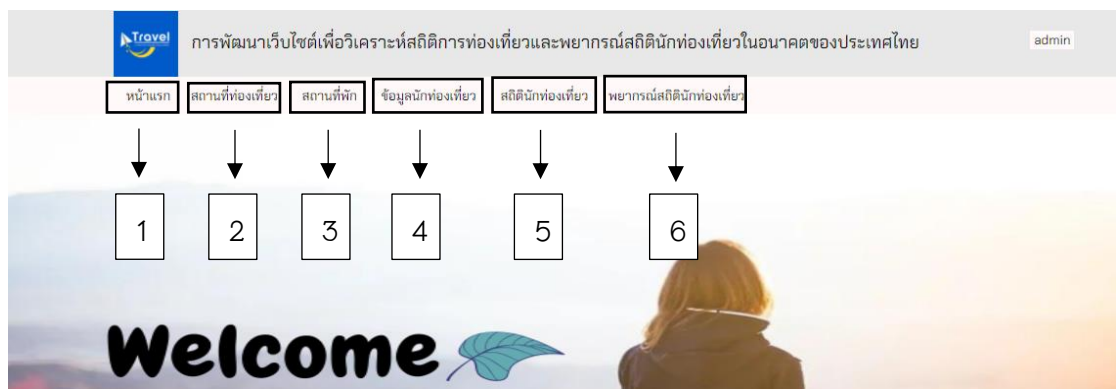 Travel
การพัฒนาเว็บไซต์เพื่อวิเคราะห์สถิติการท่องเที่ยวและพยากรณ์สถิตินักท่องเที่ยวในอนาคตของประเทศไทย admin
หน้าแรก สถานที่ท่องเที่ยว สถานที่พัก ข้อมูลนักท่องเที่ยว สถิตินักท่องเที่ยว พยากรณ์สถิตินักท่องเที่ยว
1 2 3 4 5 6
Welcome